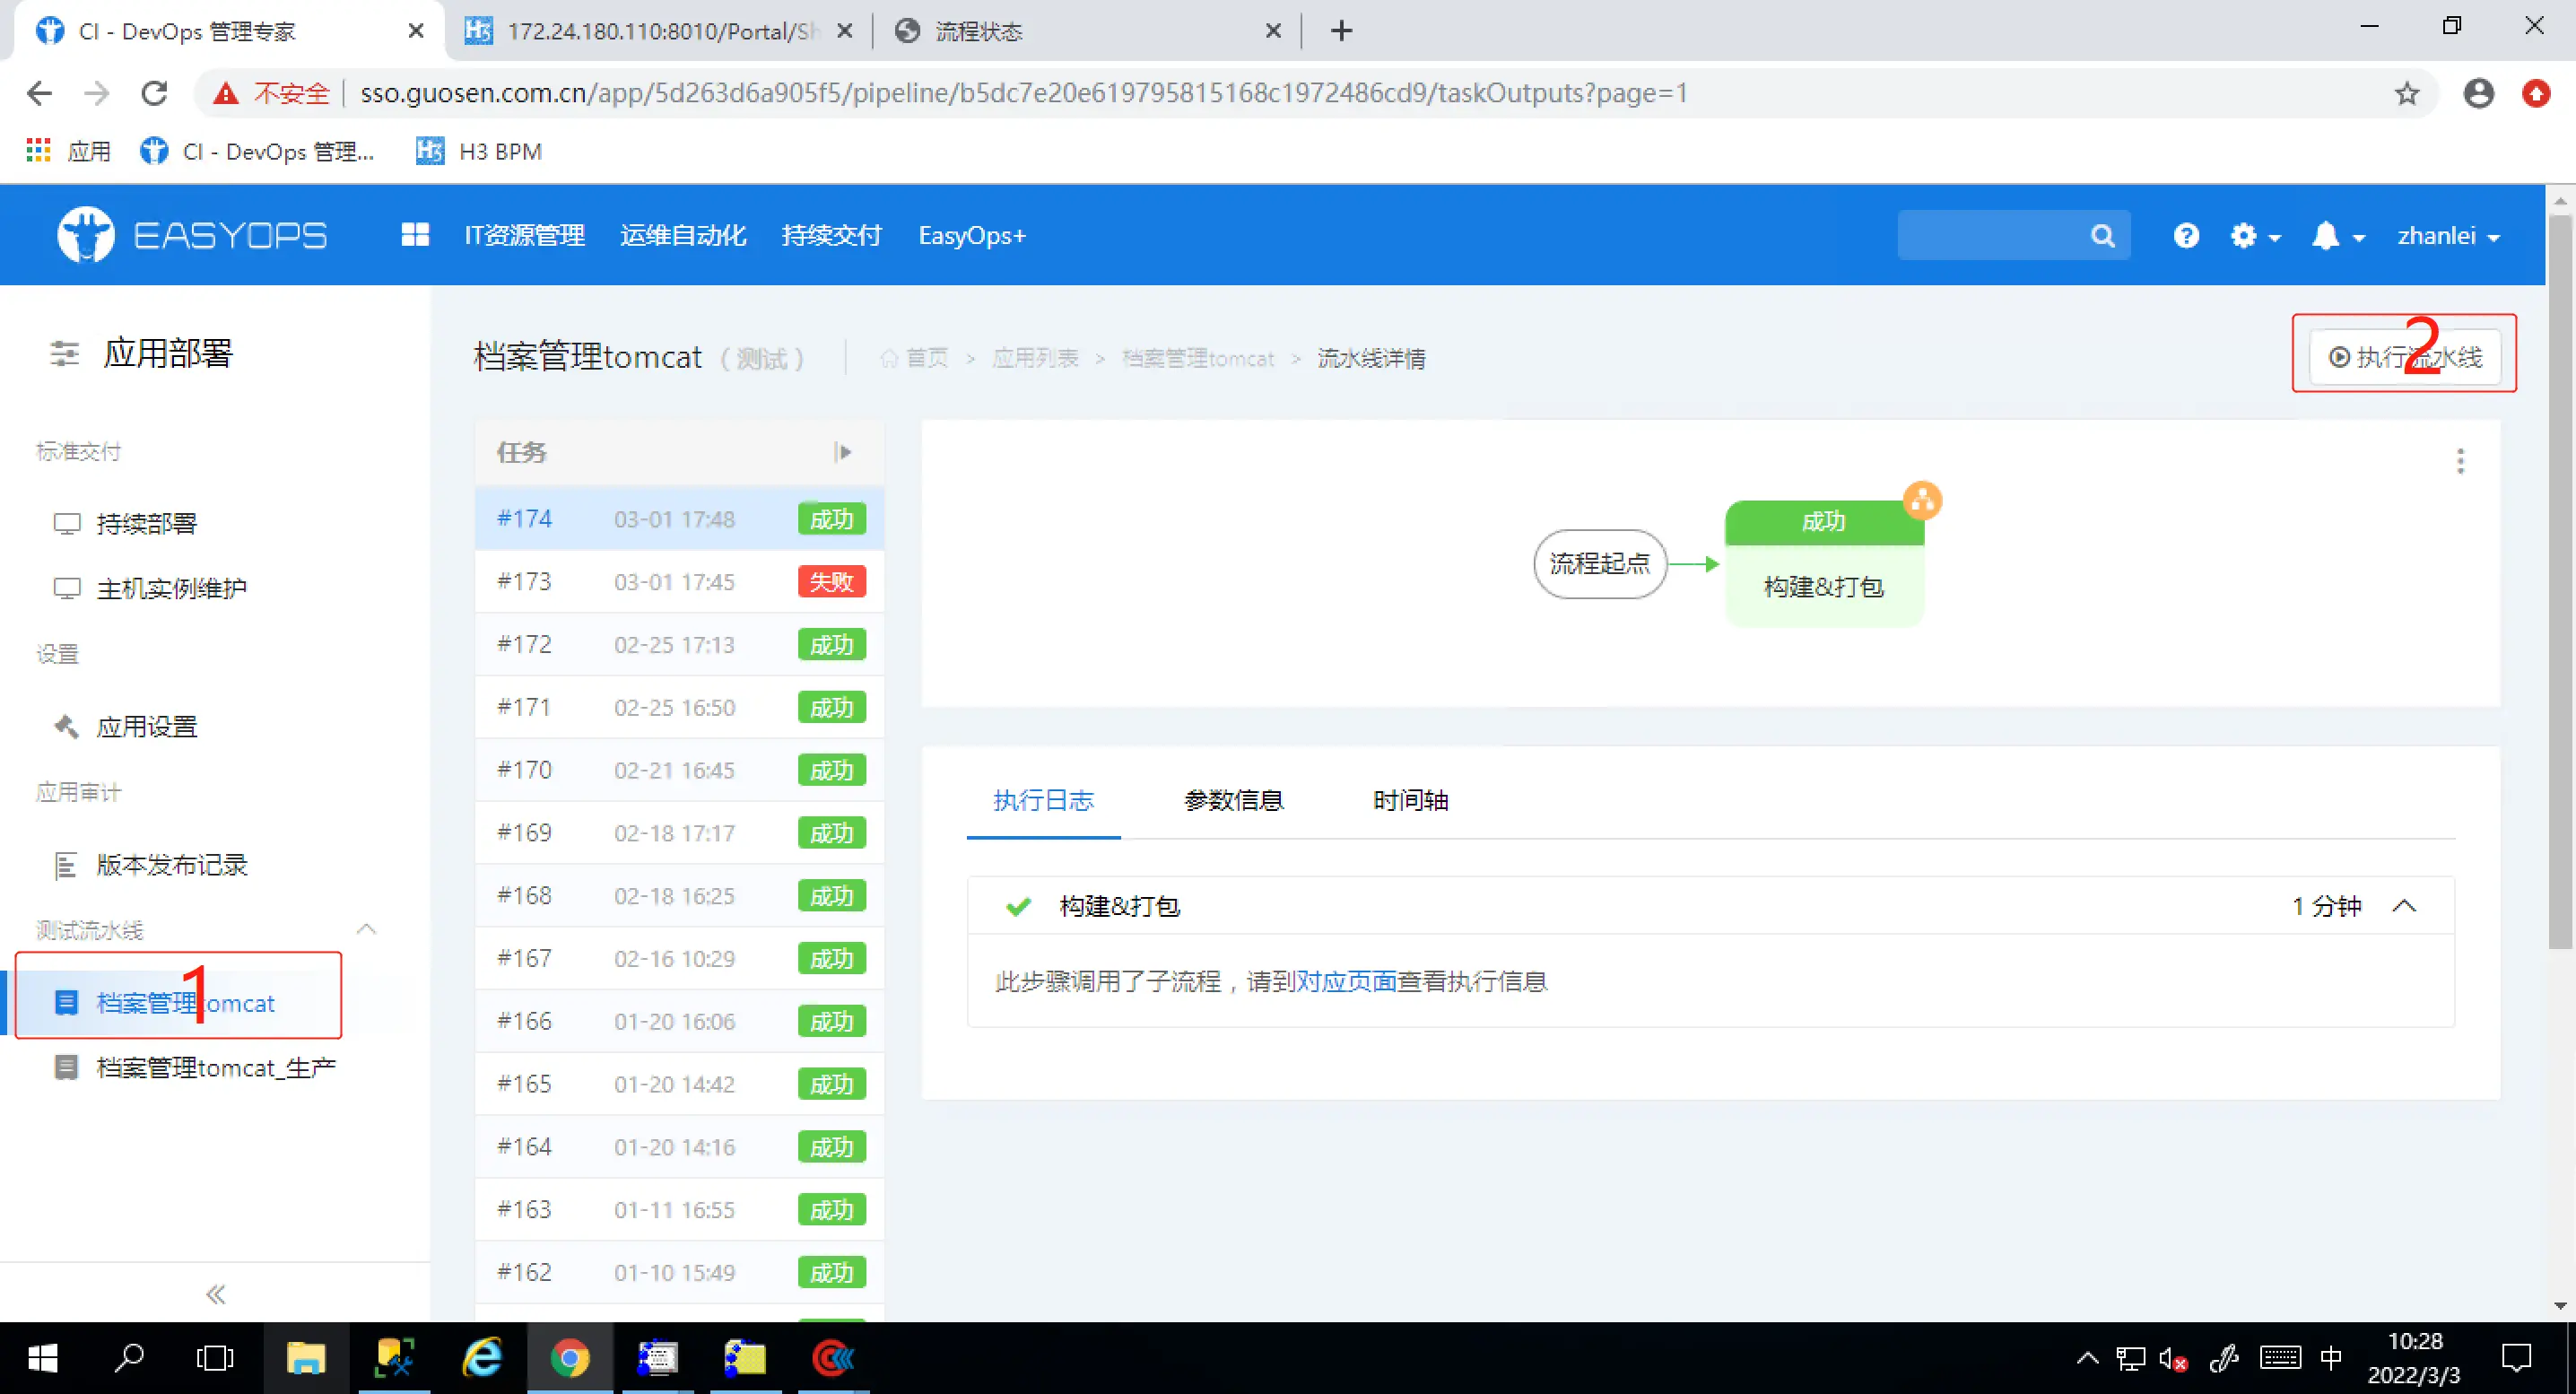 CI - DevOps 管理专家
172.24.180.110:8010/Portal/Sh
流程状态
不安全 sso.guosen.com.cn/app/5d263d6a905f5/pipeline/b5dc7e20e619795815168c1972486cd9/taskOutputs?page=1
应用
CI - DevOps 管理...
H3 BPM
EASYOPS
IT资源管理
运维自动化
持续交付
EasyOps+
zhanlei
应用部署
标准交付
持续部署
主机实例维护
设置
应用设置
应用审计
版本发布记录
测试流水线
档案管理tomcat
1
档案管理tomcat_生产
档案管理tomcat （测试）
首页 > 应用列表 > 档案管理tomcat > 流水线详情
执行流水线
2
任务
#174 03-01 17:48 成功
#173 03-01 17:45 失败
#172 02-25 17:13 成功
#171 02-25 16:50 成功
#170 02-21 16:45 成功
#169 02-18 17:17 成功
#168 02-18 16:25 成功
#167 02-16 10:29 成功
#166 01-20 16:06 成功
#165 01-20 14:42 成功
#164 01-20 14:16 成功
#163 01-11 16:55 成功
#162 01-10 15:49 成功
流程起点
成功
构建&打包
执行日志
参数信息
时间轴
构建&打包
1 分钟
此步骤调用了子流程，请到对应页面查看执行信息
中
10:28
2022/3/3